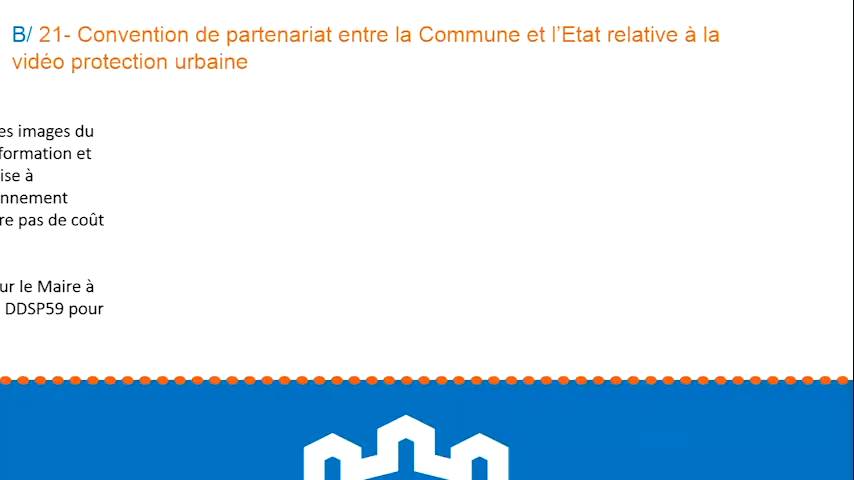 B/ 21- Convention de partenariat entre la Commune et l'Etat relative à la
vidéo protection urbaine
es images du
formation et
ise à
nnement
re pas de coût
ur le Maire à
DDSP59 pour